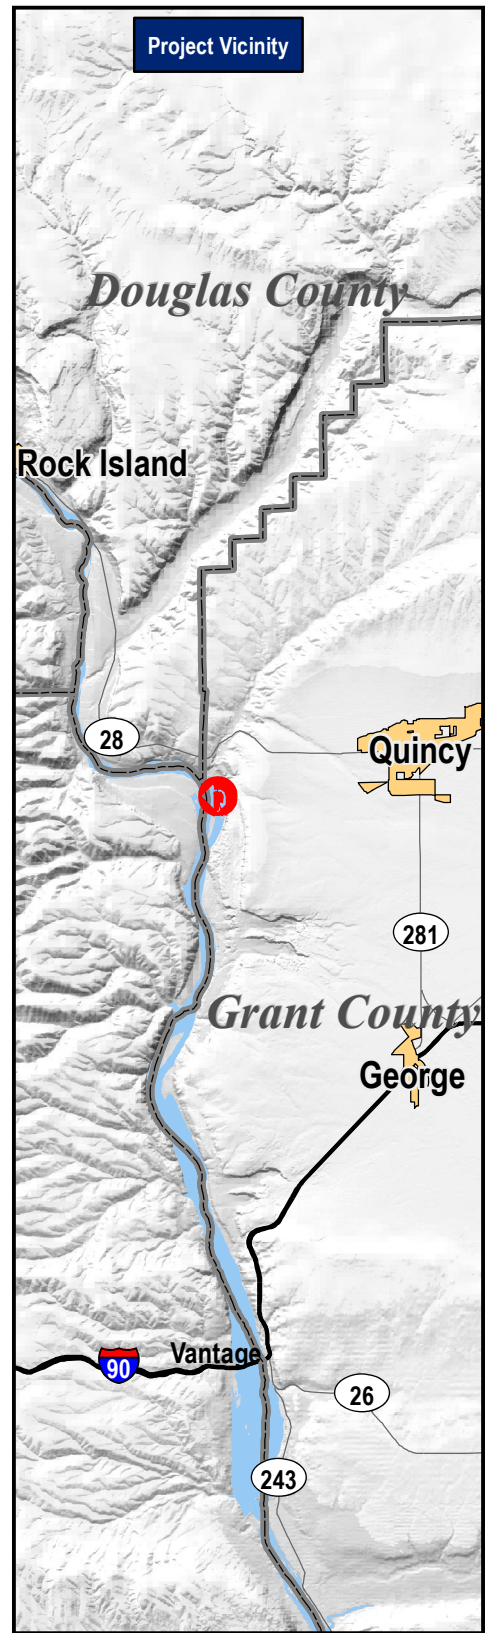 Project Vicinity
Douglas County
Rock Island
28
Quincy
281
Grant County
George
Vantage
90
26
243